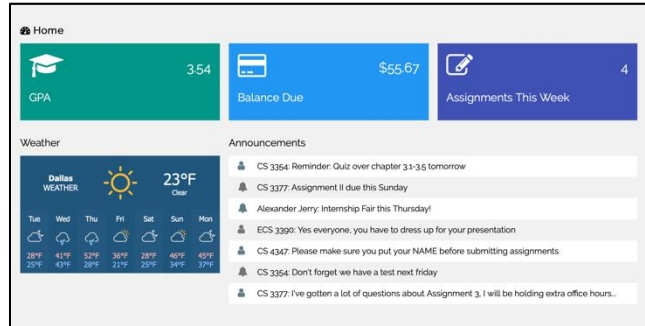 Home
3.54
GPA
$55.67
Balance Due
4
Assignments This Week
Weather
Dallas
WEATHER
23°F
Clear
Tue Wed Thu Fri Sat Sun Mon
28°F 41°F 52°F 36°F 28°F 46°F 45°F
25°F 43°F 28°F 21°F 25°F 34°F 37°F
Announcements
CS 3354: Reminder: Quiz over chapter 3.1-3.5 tomorrow
CS 3377: Assignment II due this Sunday
Alexander Jerry: Internship Fair this Thursday!
ECS 3390: Yes everyone, you have to dress up for your presentation
CS 4347: Please make sure you put your NAME before submitting assignments
CS 3354: Don't forget we have a test next friday
CS 3377: I've gotten a lot of questions about Assignment 3, I will be holding extra office hours...